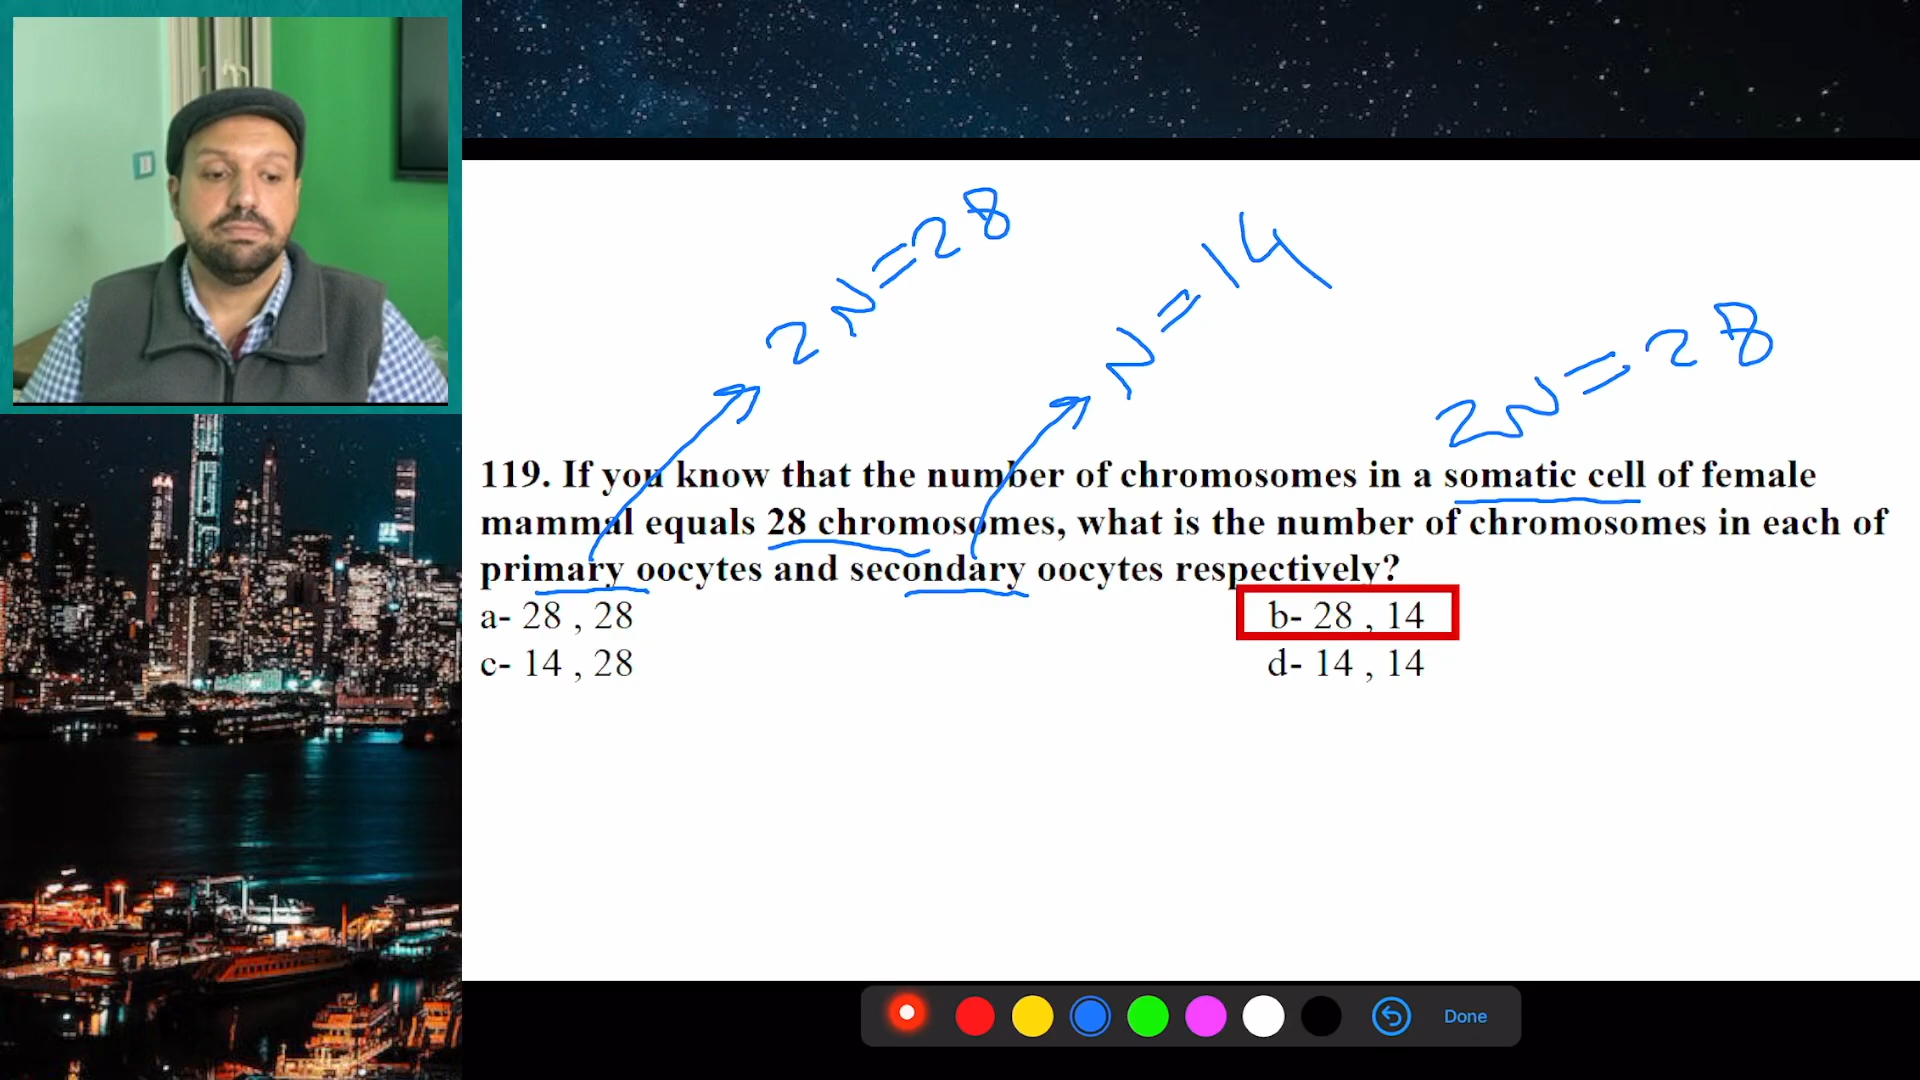 2N=28
N=14
2N=28
119. If you know that the number of chromosomes in a somatic cell of female
mammal equals 28 chromosomes, what is the number of chromosomes in each of
primary oocytes and secondary oocytes respectively?
a- 28 , 28
b- 28 , 14
c- 14 , 28
d- 14 , 14
Done